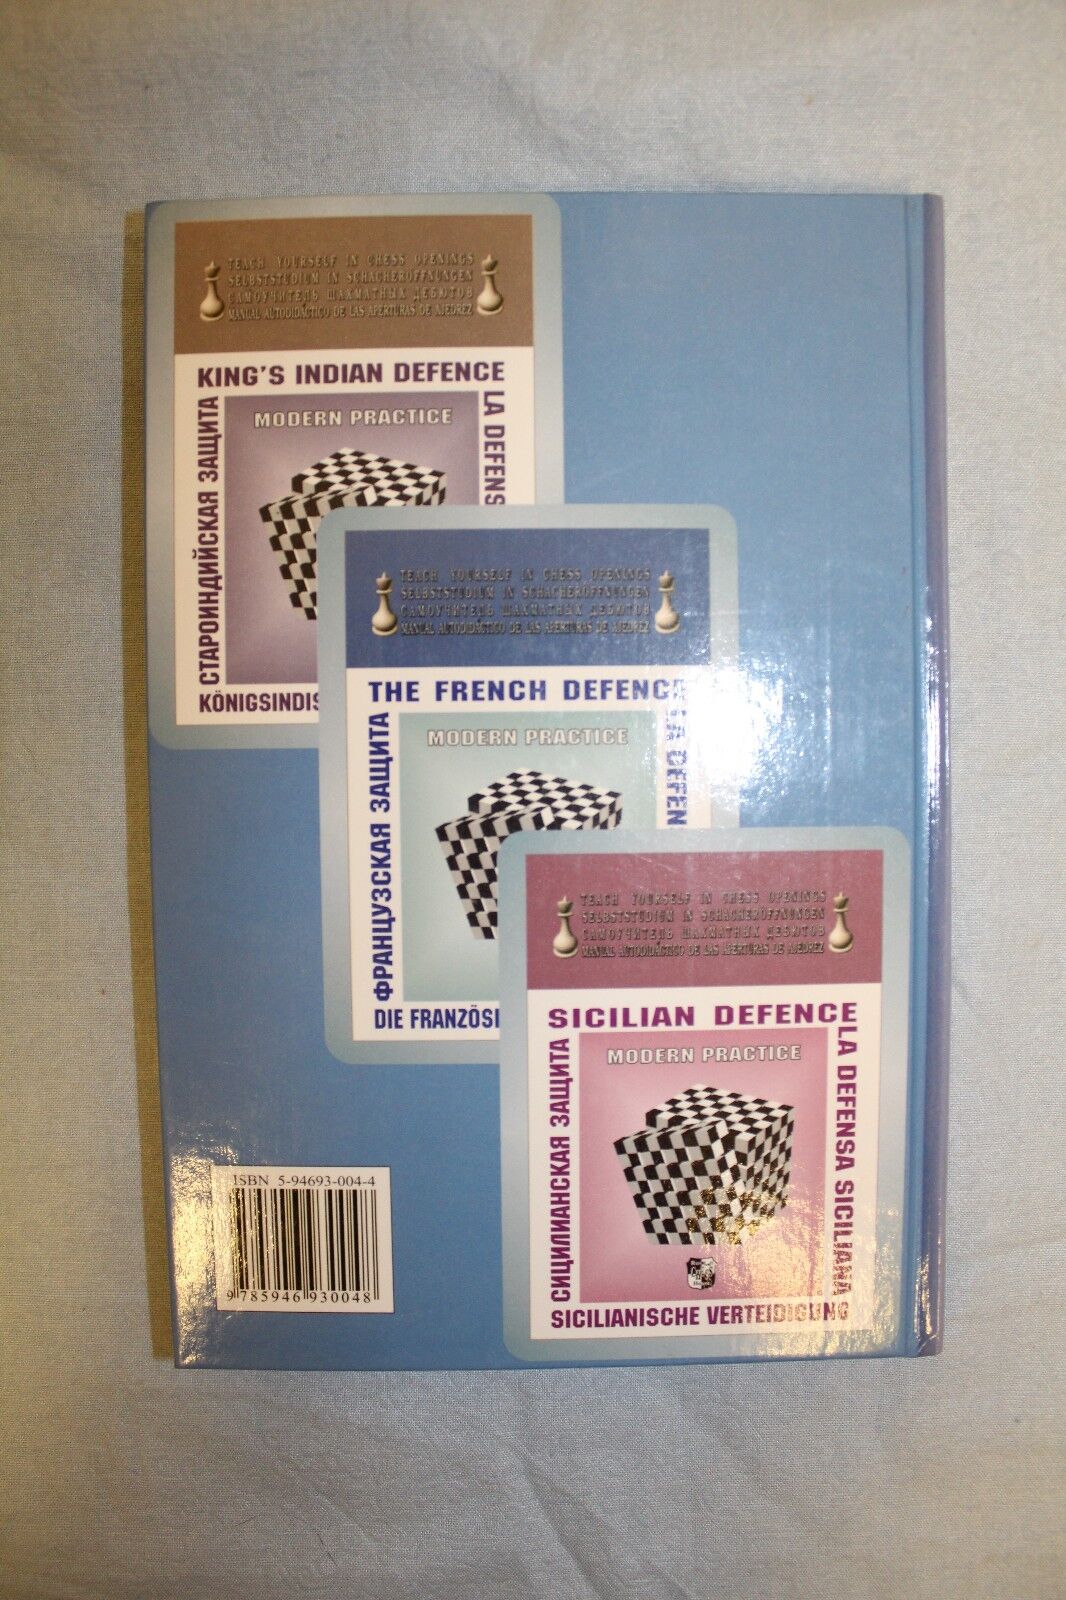 TEACH YOURSELF IN CHESS OPENINGS
SELBSTSTUDIUM IN SCHACHERÖFFNUNGEN
САМОУЧИТЕЛЬ ШАХМАТНЫХ ДЕБЮТОВ
MANUAL AUTODIDÁCTICO DE LAS APERTURAS DE AJEDREZ
KING'S INDIAN DEFENCE
СТАРОИНДИЙСКАЯ ЗАЩИТА
MODERN PRACTICE
LA DEFENS
KÖNIGSINDIS
TEACH YOURSELF IN CHESS OPENINGS
SELBSTSTUDIUM IN SCHACHERÖFFNUNGEN
САМОУЧИТЕЛЬ ШАХМАТНЫХ ДЕБЮТОВ
MANUAL AUTODIDÁCTICO DE LAS APERTURAS DE AJEDREZ
THE FRENCH DEFENCE
ФРАНЦУЗСКАЯ ЗАЩИТА
MODERN PRACTICE
LA DEFEN
DIE FRANZÖSI
TEACH YOURSELF IN CHESS OPENINGS
SELBSTSTUDIUM IN SCHACHERÖFFNUNGEN
САМОУЧИТЕЛЬ ШАХМАТНЫХ ДЕБЮТОВ
MANUAL AUTODIDÁCTICO DE LAS APERTURAS DE AJEDREZ
SICILIAN DEFENCE
СИЦИЛИАНСКАЯ ЗАЩИТА
MODERN PRACTICE
LA DEFENSA SICILIANA
SICILIANISCHE VERTEIDIGUNG
ISBN 5-94693-004-4
9 785946 930048